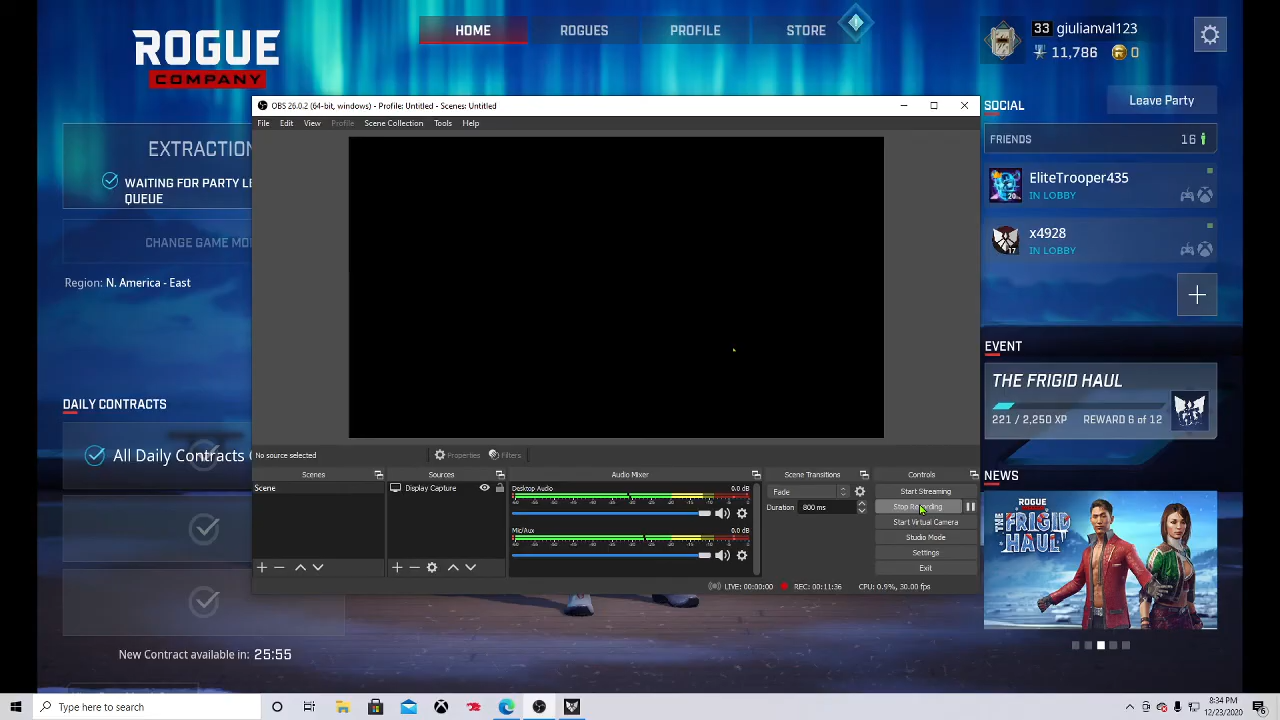 ROGUE
COMPANY
HOME
ROGUES
PROFILE
STORE
33 giulianval123
11,786
0
OBS 26.0.2 (64-bit, windows) - Profile: Untitled - Scenes: Untitled
File Edit View Profile Scene Collection Tools Help
EXTRACTION
WAITING FOR PARTY LE
QUEUE
CHANGE GAME MO
Region: N. America - East
DAILY CONTRACTS
All Daily Contracts
New Contract available in: 25:55
SOCIAL
Leave Party
FRIENDS
16
EliteTrooper435
20
IN LOBBY
x4928
17
IN LOBBY
EVENT
THE FRIGID HAUL
221 / 2,250 XP
REWARD 6 of 12
NEWS
ROGUE
THE FRIGID
HAUL
No source selected
Properties
Filters
Scenes
Sources
Audio Mixer
Scene Transitions
Controls
Scene
Display Capture
Desktop Audio
0.0 dB
Mic/Aux
0.0 dB
Fade
Duration 800 ms
Start Streaming
Stop Recording
Start Virtual Camera
Studio Mode
Settings
Exit
LIVE: 00:00:00
REC: 00:11:36
CPU: 0.9%, 30.00 fps
Type here to search
8:34 PM
12/23/2020